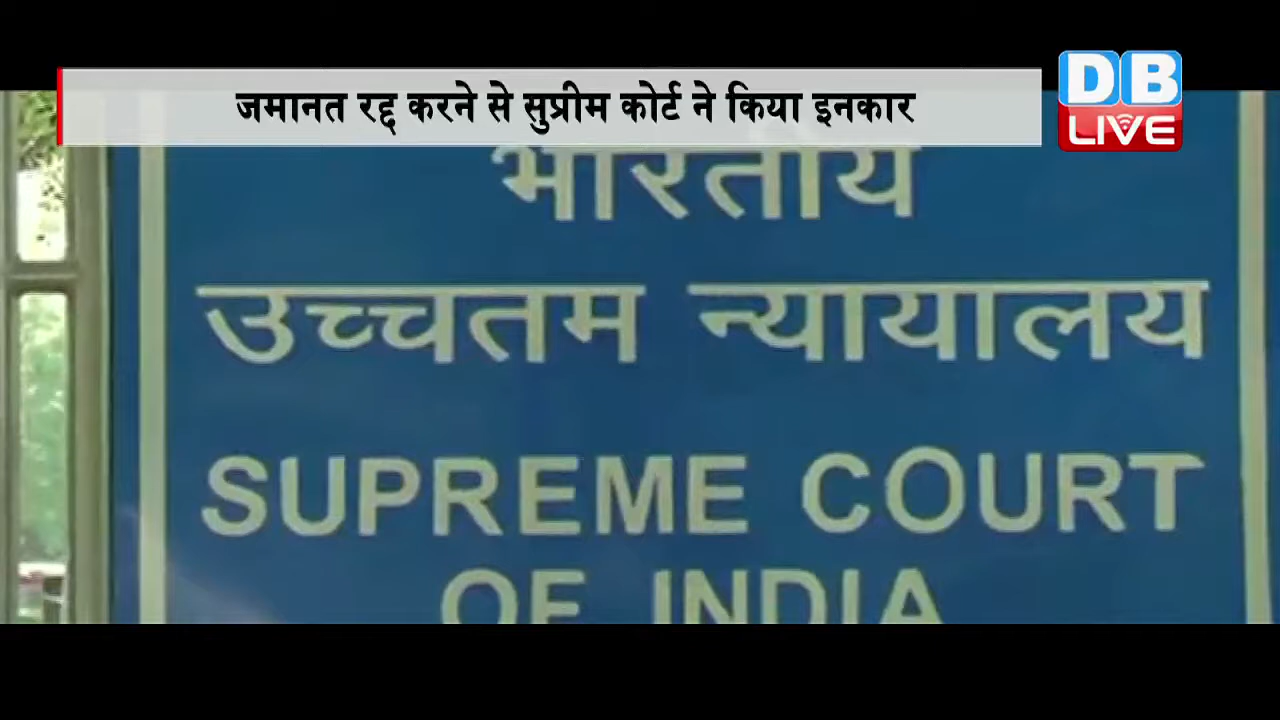 जमानत रद्द करने से सुप्रीम कोर्ट ने किया इनकार
DB
LIVE
भारतीय
उच्चतम न्यायालय
SUPREME COURT
OF INDIA